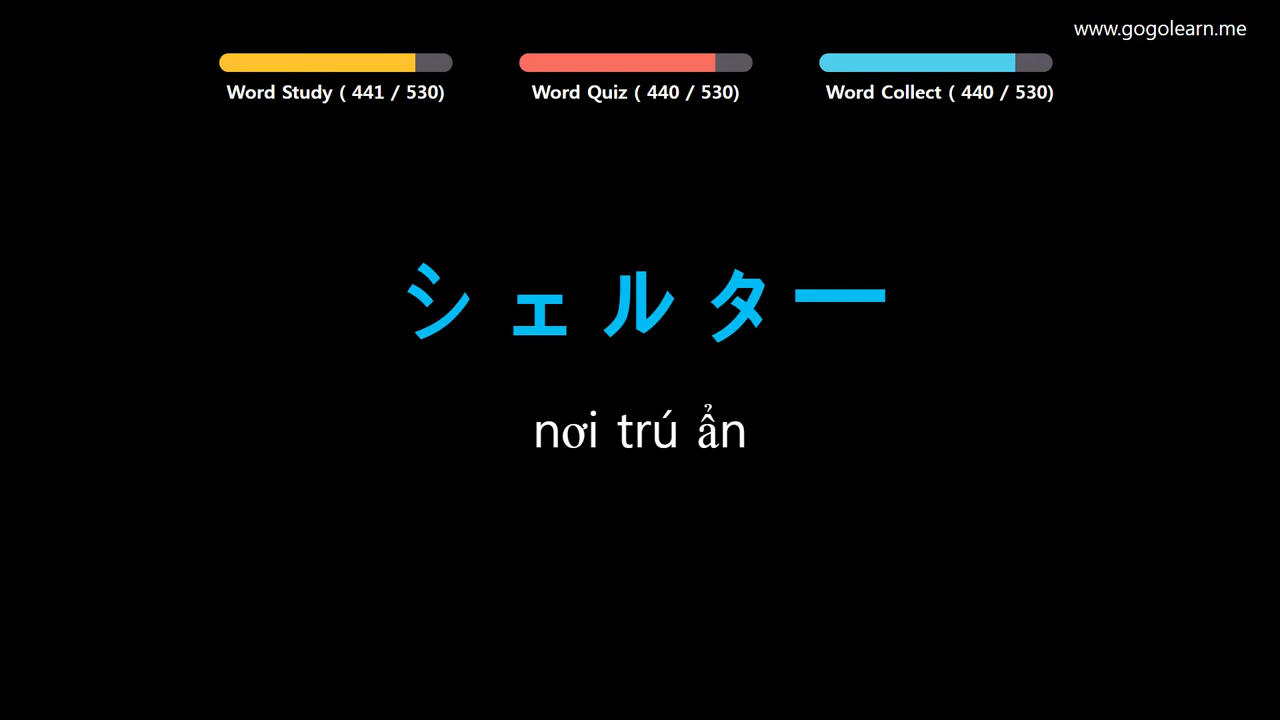 www.gogolearn.me
Word Study ( 441 / 530)
Word Quiz ( 440 / 530)
Word Collect ( 440 / 530)
シェルター
nơi trú ẩn